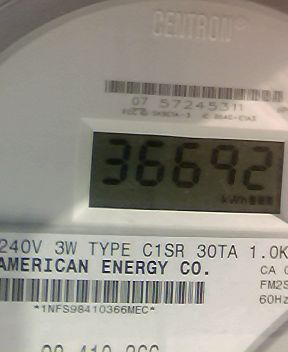 CENTRON®
07 57245311
36692
kWh
240V 3W TYPE C1SR 30TA 1.0K
AMERICAN ENERGY CO.
CA
FM2S
60Hz
*1NFS98410366MEC*